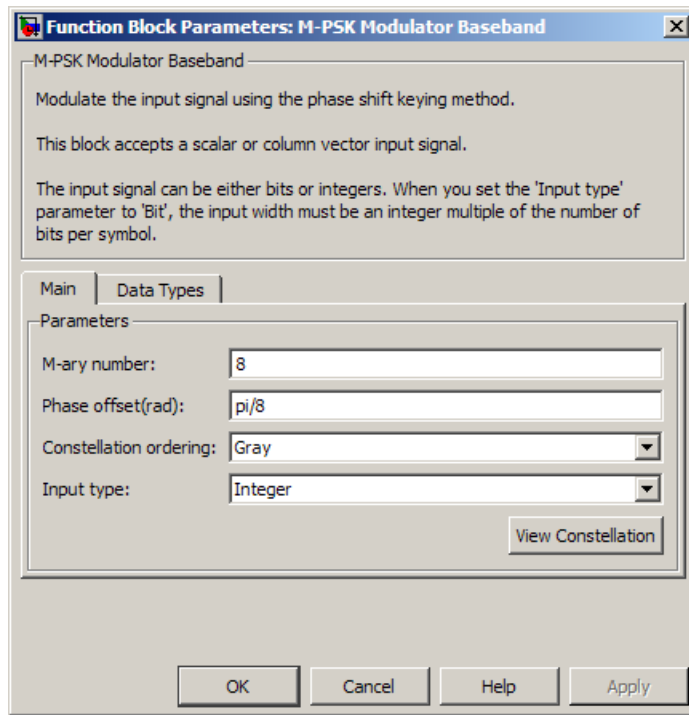 Function Block Parameters: M-PSK Modulator Baseband
M-PSK Modulator Baseband
Modulate the input signal using the phase shift keying method.
This block accepts a scalar or column vector input signal.
The input signal can be either bits or integers. When you set the 'Input type'
parameter to 'Bit', the input width must be an integer multiple of the number of
bits per symbol.
Main Data Types
Parameters
M-ary number: 8
Phase offset(rad): pi/8
Constellation ordering: Gray
Input type: Integer
View Constellation
OK Cancel Help Apply